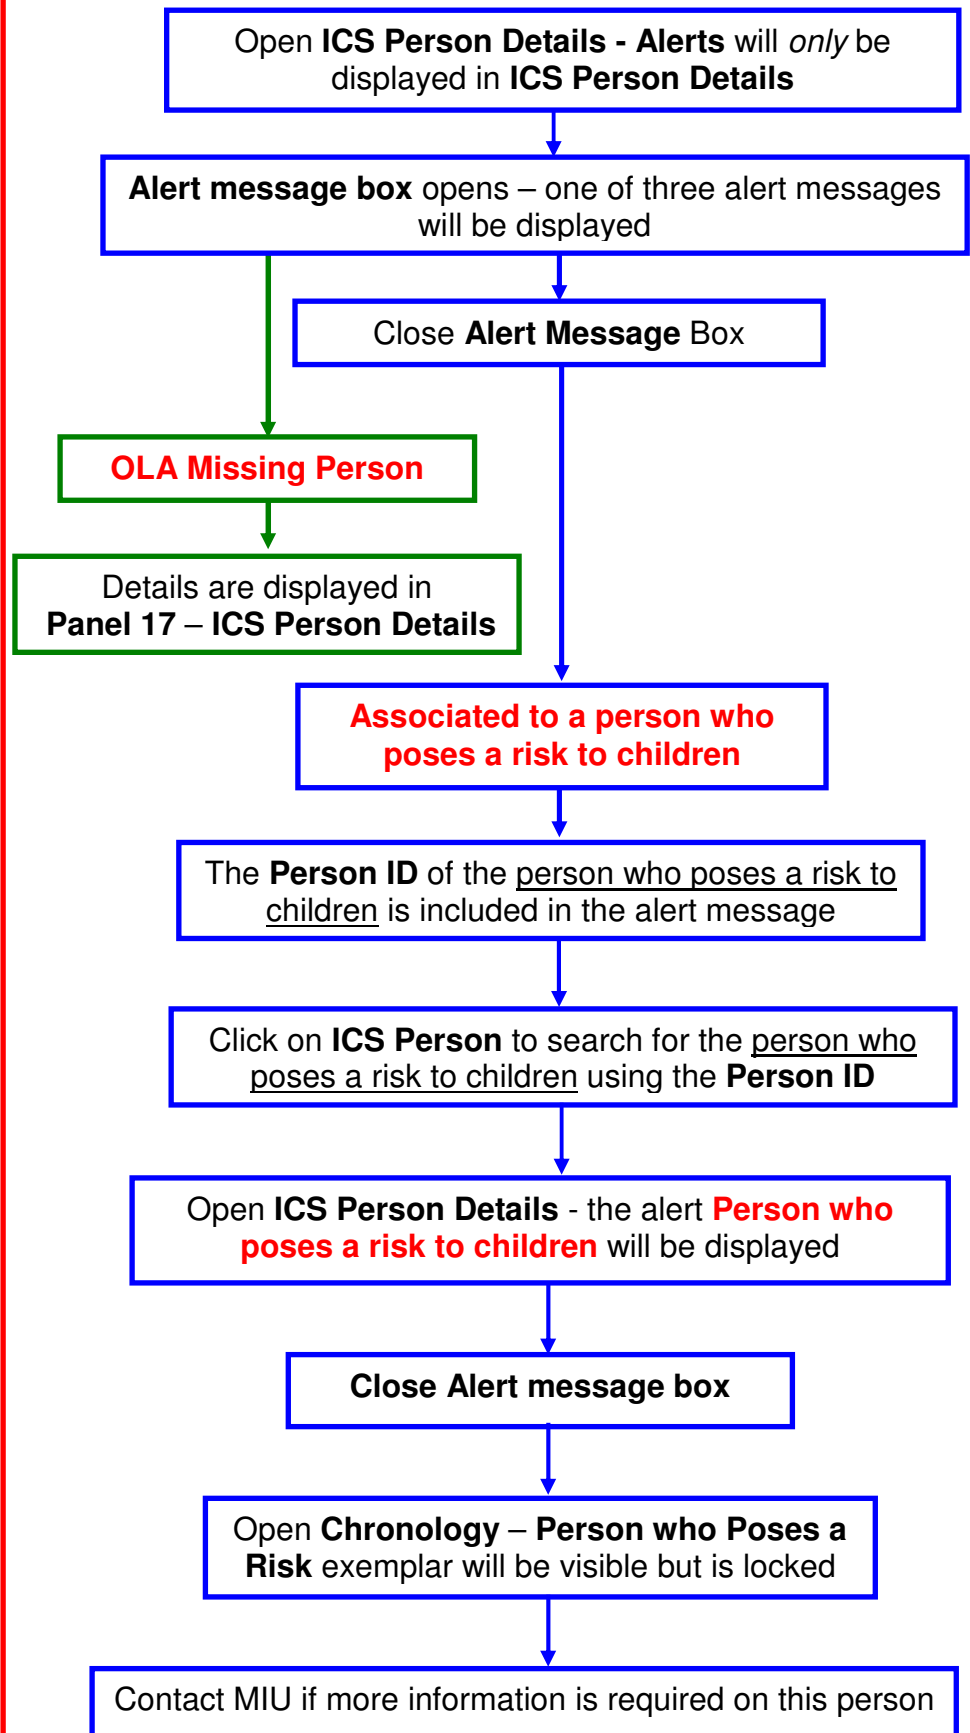 Open ICS Person Details - Alerts will only be
displayed in ICS Person Details
Alert message box opens – one of three alert messages
will be displayed
Close Alert Message Box
OLA Missing Person
Details are displayed in
Panel 17 – ICS Person Details
Associated to a person who
poses a risk to children
The Person ID of the person who poses a risk to
children is included in the alert message
Click on ICS Person to search for the person who
poses a risk to children using the Person ID
Open ICS Person Details - the alert Person who
poses a risk to children will be displayed
Close Alert message box
Open Chronology – Person who Poses a
Risk exemplar will be visible but is locked
Contact MIU if more information is required on this person